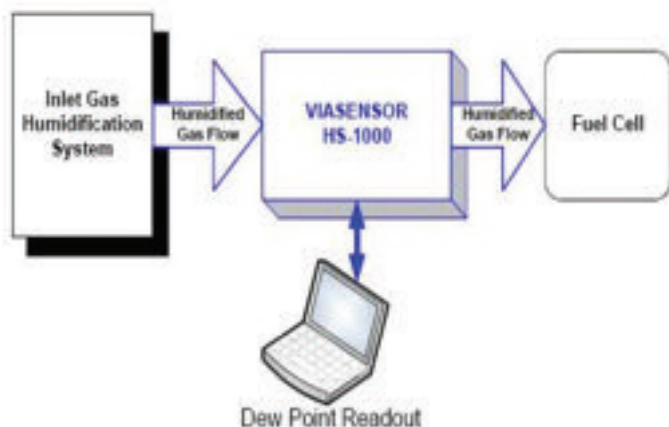 Inlet Gas
Humidification
System
Humidified
Gas Flow
VIASENSOR
HS-1000
Humidified
Gas Flow
Fuel Cell
Dew Point Readout